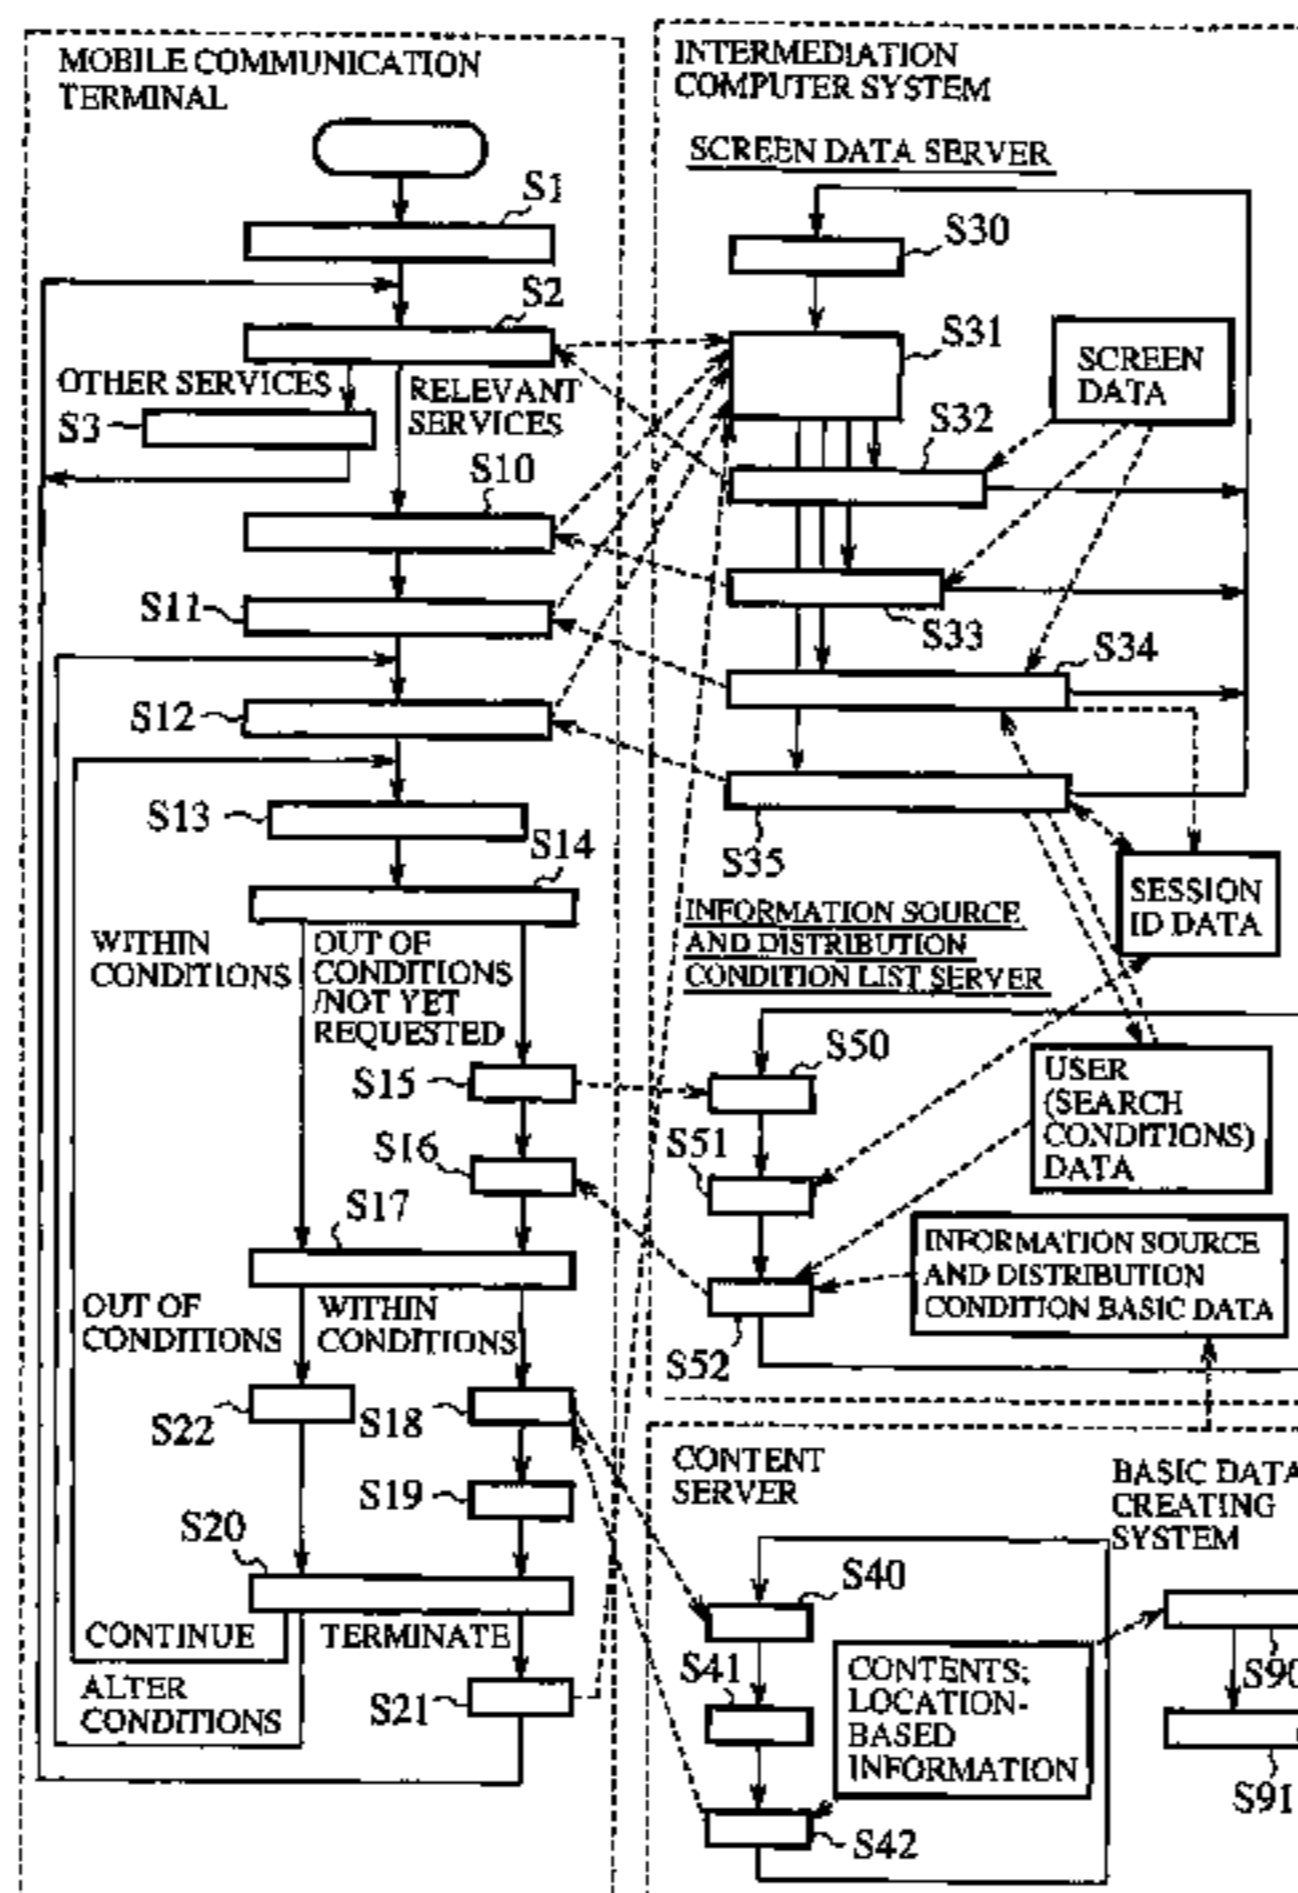 MOBILE COMMUNICATION
TERMINAL
S1
S2
OTHER SERVICES
RELEVANT
SERVICES
S3
S10
S11
S12
S13
S14
WITHIN
CONDITIONS
OUT OF
CONDITIONS
/NOT YET
REQUESTED
S15
S16
S17
OUT OF
CONDITIONS
WITHIN
CONDITIONS
S22
S18
S19
S20
CONTINUE
TERMINATE
ALTER
CONDITIONS
S21
INTERMEDIATION
COMPUTER SYSTEM
SCREEN DATA SERVER
S30
S31
SCREEN
DATA
S32
S33
S34
S35
SESSION
ID DATA
INFORMATION SOURCE
AND DISTRIBUTION
CONDITION LIST SERVER
S50
USER
(SEARCH
CONDITIONS)
DATA
S51
INFORMATION SOURCE
AND DISTRIBUTION
CONDITION BASIC DATA
S52
CONTENT
SERVER
BASIC DATA
CREATING
SYSTEM
S40
S41
CONTENTS;
LOCATION-
BASED
INFORMATION
S42
S90
S91